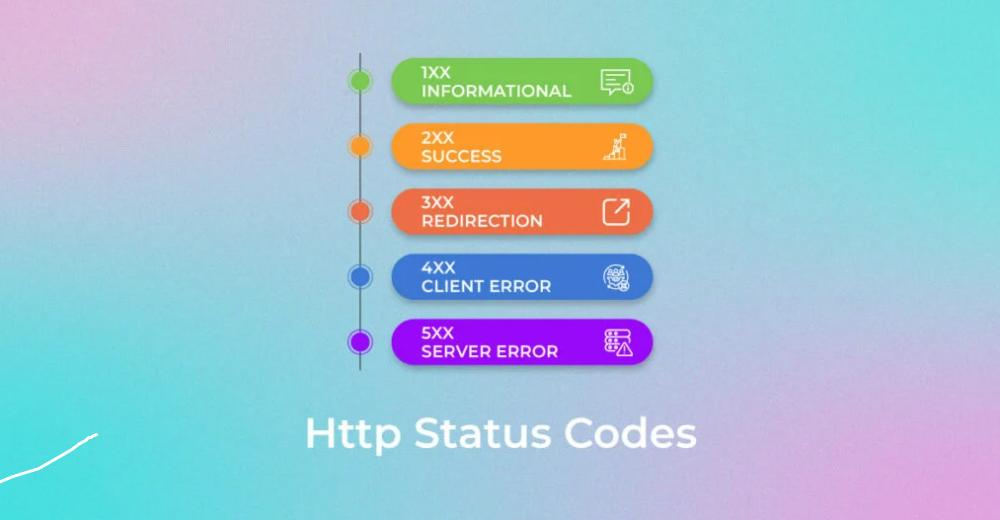 1XX
INFORMATIONAL
2XX
SUCCESS
3XX
REDIRECTION
4XX
CLIENT ERROR
5XX
SERVER ERROR
Http Status Codes